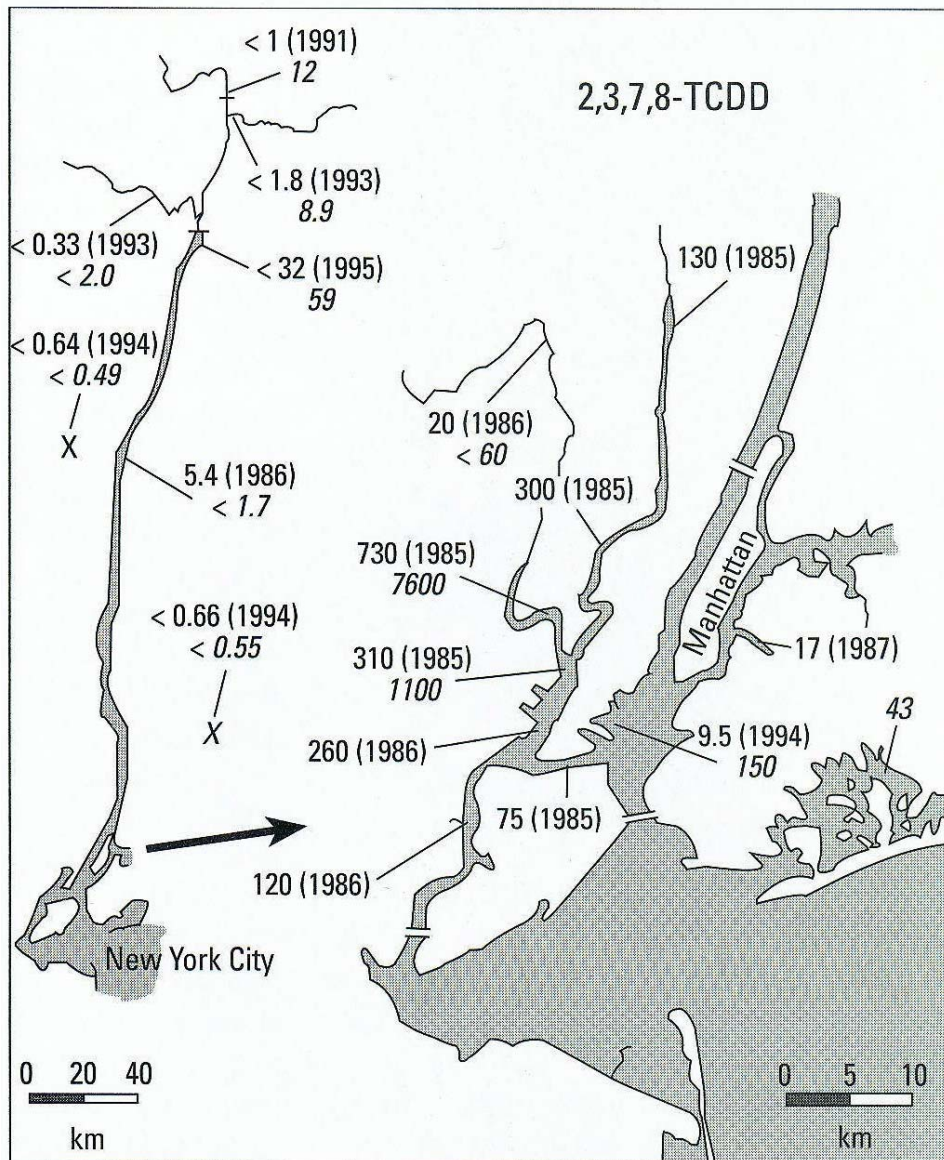 < 1 (1991)
12
2,3,7,8-TCDD
< 1.8 (1993)
8.9
< 0.33 (1993)
< 2.0
< 32 (1995)
59
< 0.64 (1994)
< 0.49
X
5.4 (1986)
< 1.7
< 0.66 (1994)
< 0.55
X
New York City
0 20 40
km
130 (1985)
20 (1986)
< 60
300 (1985)
730 (1985)
7600
Manhattan
17 (1987)
310 (1985)
1100
260 (1986)
9.5 (1994)
150
43
75 (1985)
120 (1986)
0 5 10
km